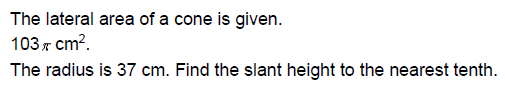 The lateral area of a cone is given.
103π cm².
The radius is 37 cm. Find the slant height to the nearest tenth.